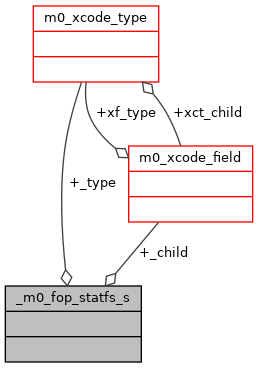 m0_xcode_type
+xf_type
+xct_child
m0_xcode_field
+_type
+_child
_m0_fop_statfs_s